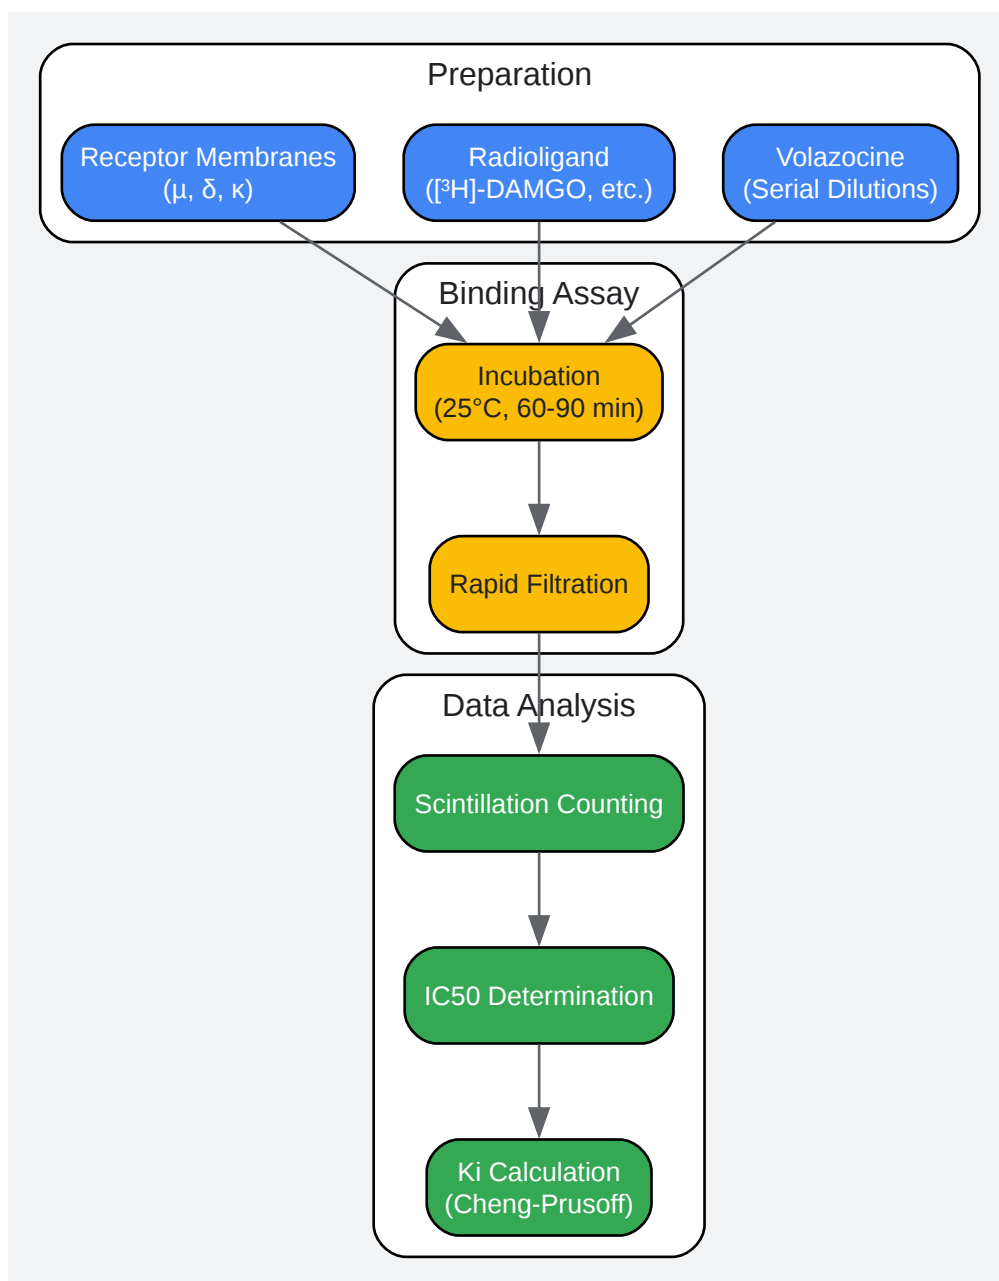 Preparation
Receptor Membranes
(µ, δ, κ)
Radioligand
([³H]-DAMGO, etc.)
Volazocine
(Serial Dilutions)
Binding Assay
Incubation
(25°C, 60-90 min)
Rapid Filtration
Data Analysis
Scintillation Counting
IC50 Determination
Ki Calculation
(Cheng-Prusoff)